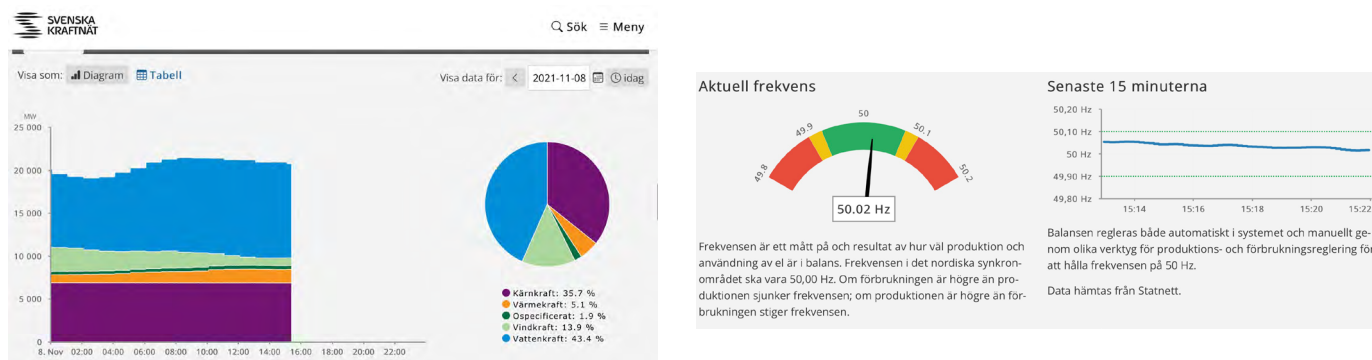 SVENSKA
KRAFTNÄT
Sök
Meny
Visa som:
Diagram
Tabell
Visa data för:
<
2021-11-08
idag
MW
25 000
20 000
15 000
10 000
5 000
0
8. Nov 02:00 04:00 06:00 08:00 10:00 12:00 14:00 16:00 18:00 20:00 22:00
Kärnkraft: 35.7 %
Värmekraft: 5.1 %
Ospecificerat: 1.9 %
Vindkraft: 13.9 %
Vattenkraft: 43.4 %
Aktuell frekvens
49.8
49.9
50
50.1
50.2
50.02 Hz
Frekvensen är ett mått på och resultat av hur väl produktion och
användning av el är i balans. Frekvensen i det nordiska synkron-
området ska vara 50,00 Hz. Om förbrukningen är högre än pro-
duktionen sjunker frekvensen; om produktionen är högre än för-
brukningen stiger frekvensen.
Senaste 15 minuterna
50,20 Hz
50,10 Hz
50 Hz
49,90 Hz
49,80 Hz
15:14 15:16 15:18 15:20 15:22
Balansen regleras både automatiskt i systemet och manuellt ge-
nom olika verktyg för produktions- och förbrukningsreglering för
att hålla frekvensen på 50 Hz.
Data hämtas från Statnett.